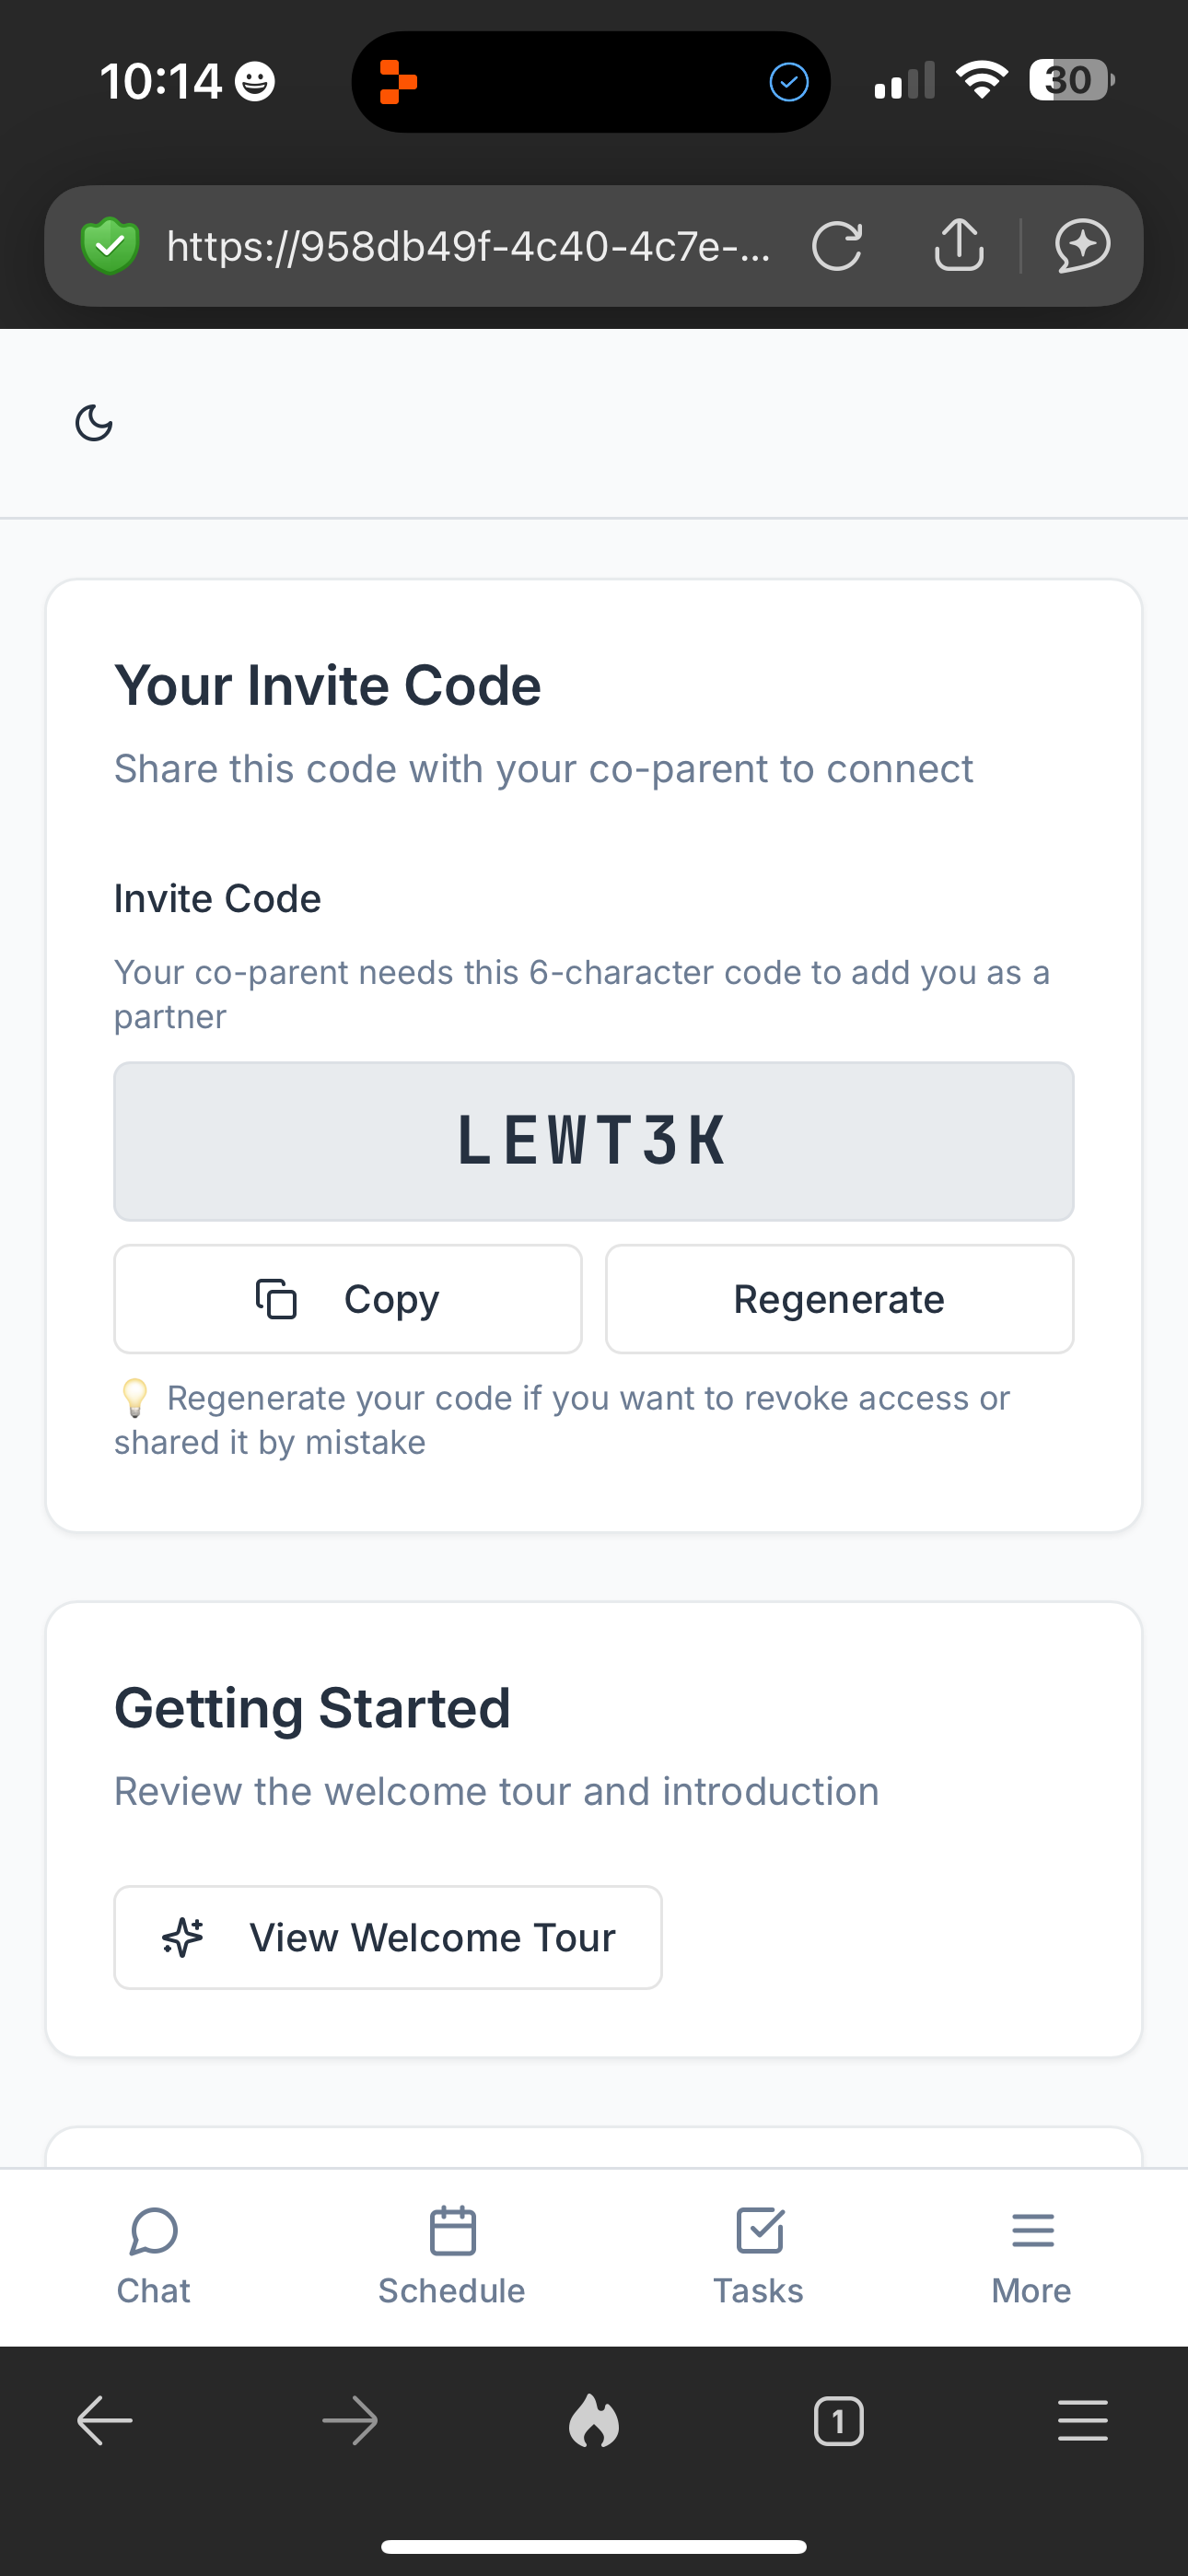 10:14
30
https://958db49f-4c40-4c7e-...
Your Invite Code
Share this code with your co-parent to connect
Invite Code
Your co-parent needs this 6-character code to add you as a
partner
LEWT3K
Copy
Regenerate
💡 Regenerate your code if you want to revoke access or
shared it by mistake
Getting Started
Review the welcome tour and introduction
View Welcome Tour
Chat
Schedule
Tasks
More
1